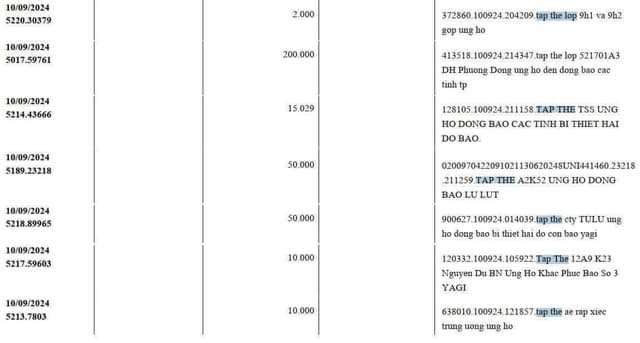 10/09/2024
5220.30379
2.000
372860.100924.204209.tap the lop 9h1 va 9h2
gop ung ho
10/09/2024
5017.59761
200.000
413518.100924.214347.tap the lop 521701A3
DH Phuong Dong ung ho den dong bao cac
tinh tp
10/09/2024
5214.43666
15.029
128105.100924.211158.TAP THE TSS UNG
HO DONG BAO CAC TINH BI THIET HAI
DO BAO.
10/09/2024
5189.23218
50.000
0200970422091021130620248UNI441460.23218
.211259.TAP THE A2K52 UNG HO DONG
BAO LU LUT
10/09/2024
5218.89965
50.000
900627.100924.014039.tap the cty TULU ung
ho dong bao bi thiet hai do con bao yagi
10/09/2024
5217.59603
10.000
120332.100924.105922.Tap The 12A9 K23
Nguyen Du BN Ung Ho Khac Phuc Bao So 3
YAGI
10/09/2024
5213.7803
10.000
638010.100924.121857.tap the ae rap xiec
trung uong ung ho